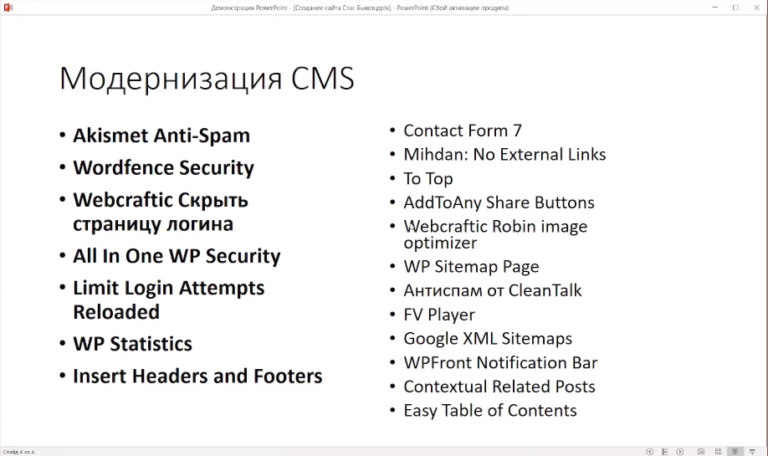 Демонстрация PowerPoint - [Создание сайта Стас Быков.pptx] - PowerPoint (Сбой активации продукта)
Модернизация CMS
• Akismet Anti-Spam
• Wordfence Security
• Webcraftic Скрыть
страницу логина
• All In One WP Security
• Limit Login Attempts
Reloaded
• WP Statistics
• Insert Headers and Footers
• Contact Form 7
• Mihdan: No External Links
• To Top
• AddToAny Share Buttons
• Webcraftic Robin image
optimizer
• WP Sitemap Page
• Антиспам от CleanTalk
• FV Player
• Google XML Sitemaps
• WPFront Notification Bar
• Contextual Related Posts
• Easy Table of Contents
Слайд 4 из 4